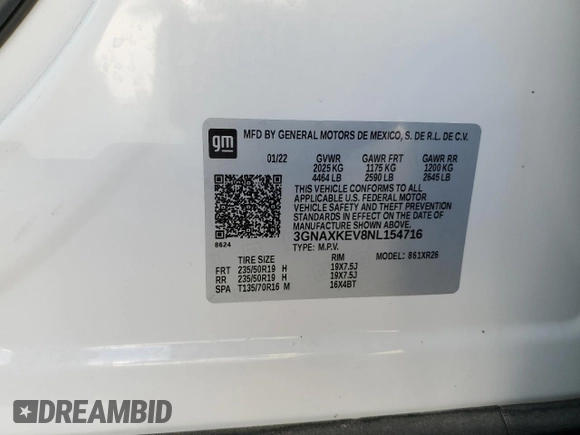 gm
MFD BY GENERAL MOTORS DE MEXICO, S. DE R.L. DE C.V.
01/22 GVWR GAWR FRT GAWR RR
2025 KG 1175 KG 1200 KG
4464 LB 2590 LB 2645 LB
THIS VEHICLE CONFORMS TO ALL
APPLICABLE U.S. FEDERAL MOTOR
VEHICLE SAFETY AND THEFT PREVENTION
STANDARDS IN EFFECT ON THE DATE OF
MANUFACTURE SHOWN ABOVE.
3GNAXKEV8NL154716
8624
TYPE: M.P.V. MODEL: 861XR26
TIRE SIZE RIM
FRT 235/50R19 H 19X7.5J
RR 235/50R19 H 19X7.5J
SPA T135/70R16 M 16X4BT
DREAMBID